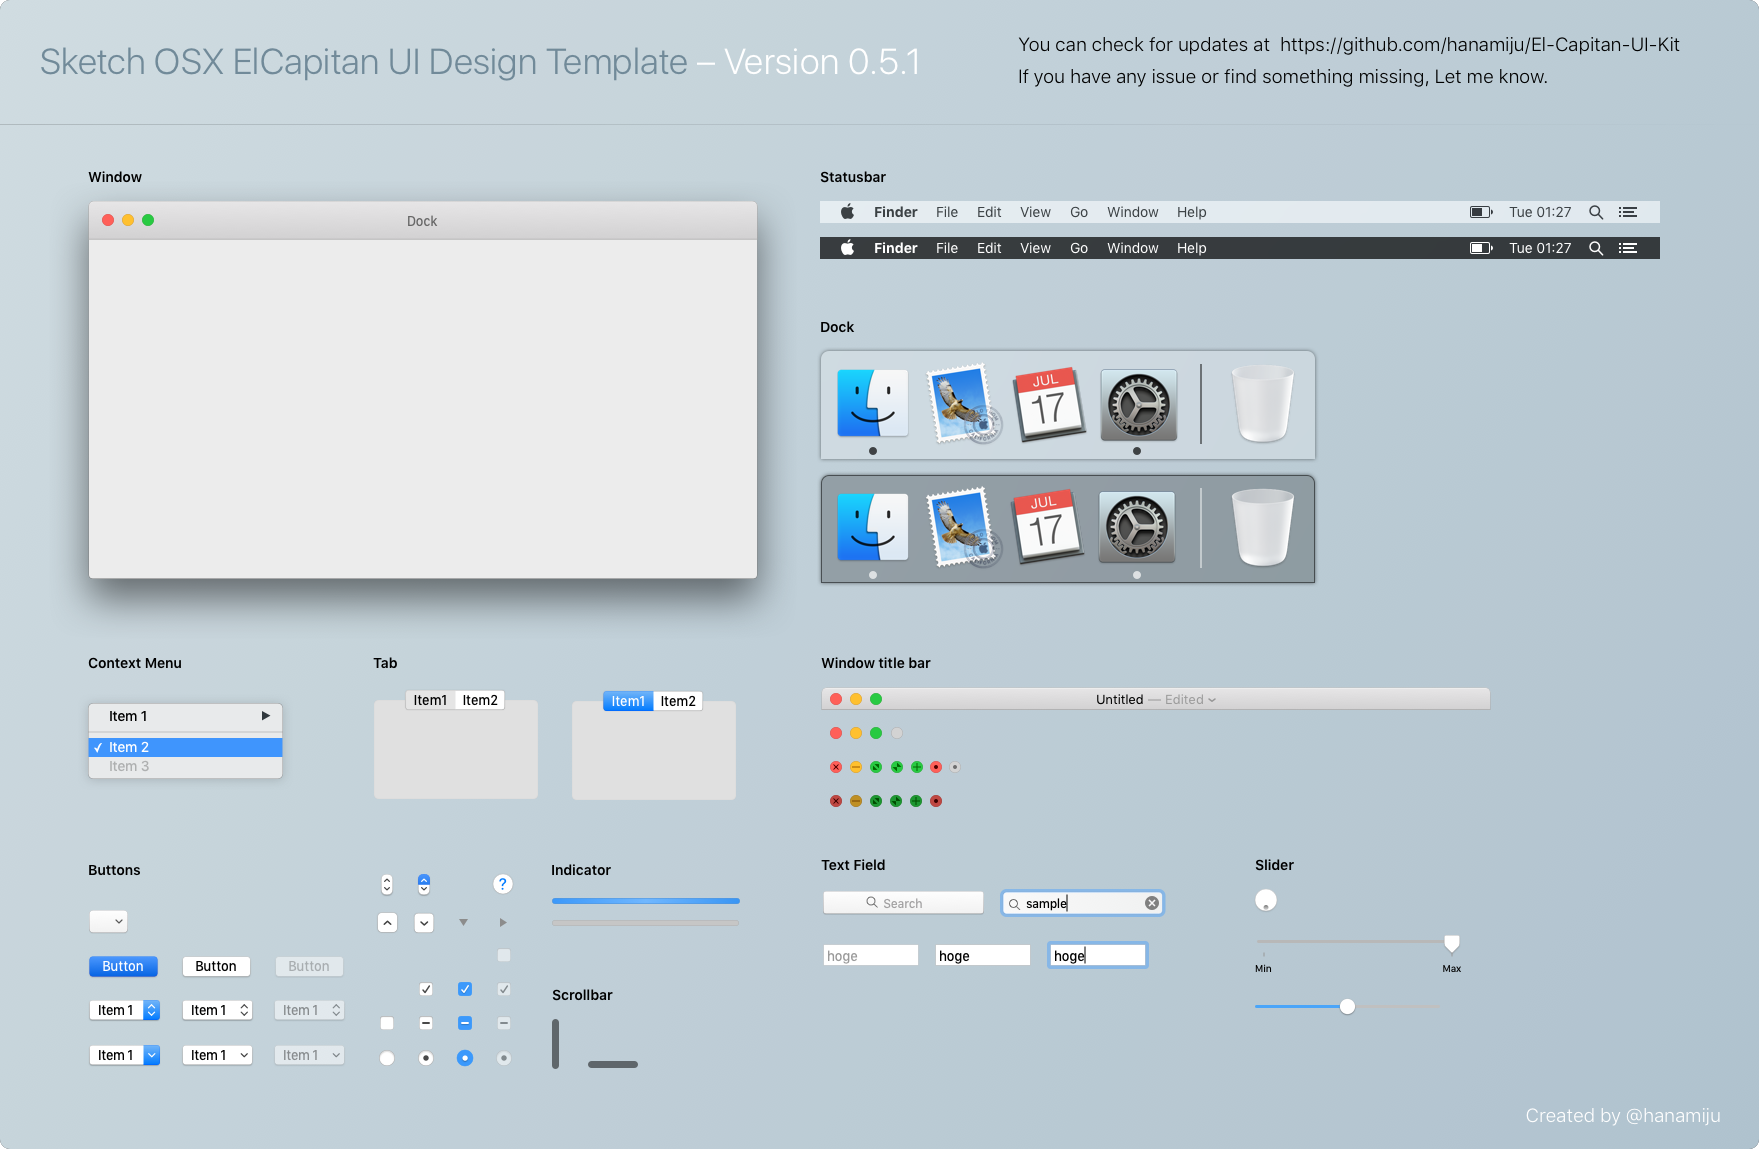 Sketch OSX ElCapitan UI Design Template – Version 0.5.1
You can check for updates at https://github.com/hanamiju/El-Capitan-UI-Kit
If you have any issue or find something missing, Let me know.
Window
Dock
Statusbar
Finder File Edit View Go Window Help Tue 01:27
Finder File Edit View Go Window Help Tue 01:27
Dock
JUL
17
JUL
17
Context Menu
Item 1
Item 2
Item 3
Tab
Item1 Item2
Item1 Item2
Window title bar
Untitled — Edited
Buttons
?
Button Button Button
Item 1 Item 1 Item 1
Item 1 Item 1 Item 1
Indicator
Scrollbar
Text Field
Search
sample
hoge hoge hoge
Slider
Min Max
Created by @hanamiju